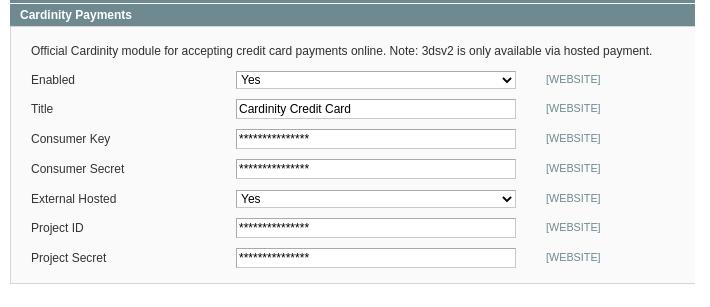 Cardinity Payments
Official Cardinity module for accepting credit card payments online. Note: 3dsv2 is only available via hosted payment.
Enabled Yes [WEBSITE]
Title Cardinity Credit Card [WEBSITE]
Consumer Key *************** [WEBSITE]
Consumer Secret *************** [WEBSITE]
External Hosted Yes [WEBSITE]
Project ID *************** [WEBSITE]
Project Secret *************** [WEBSITE]